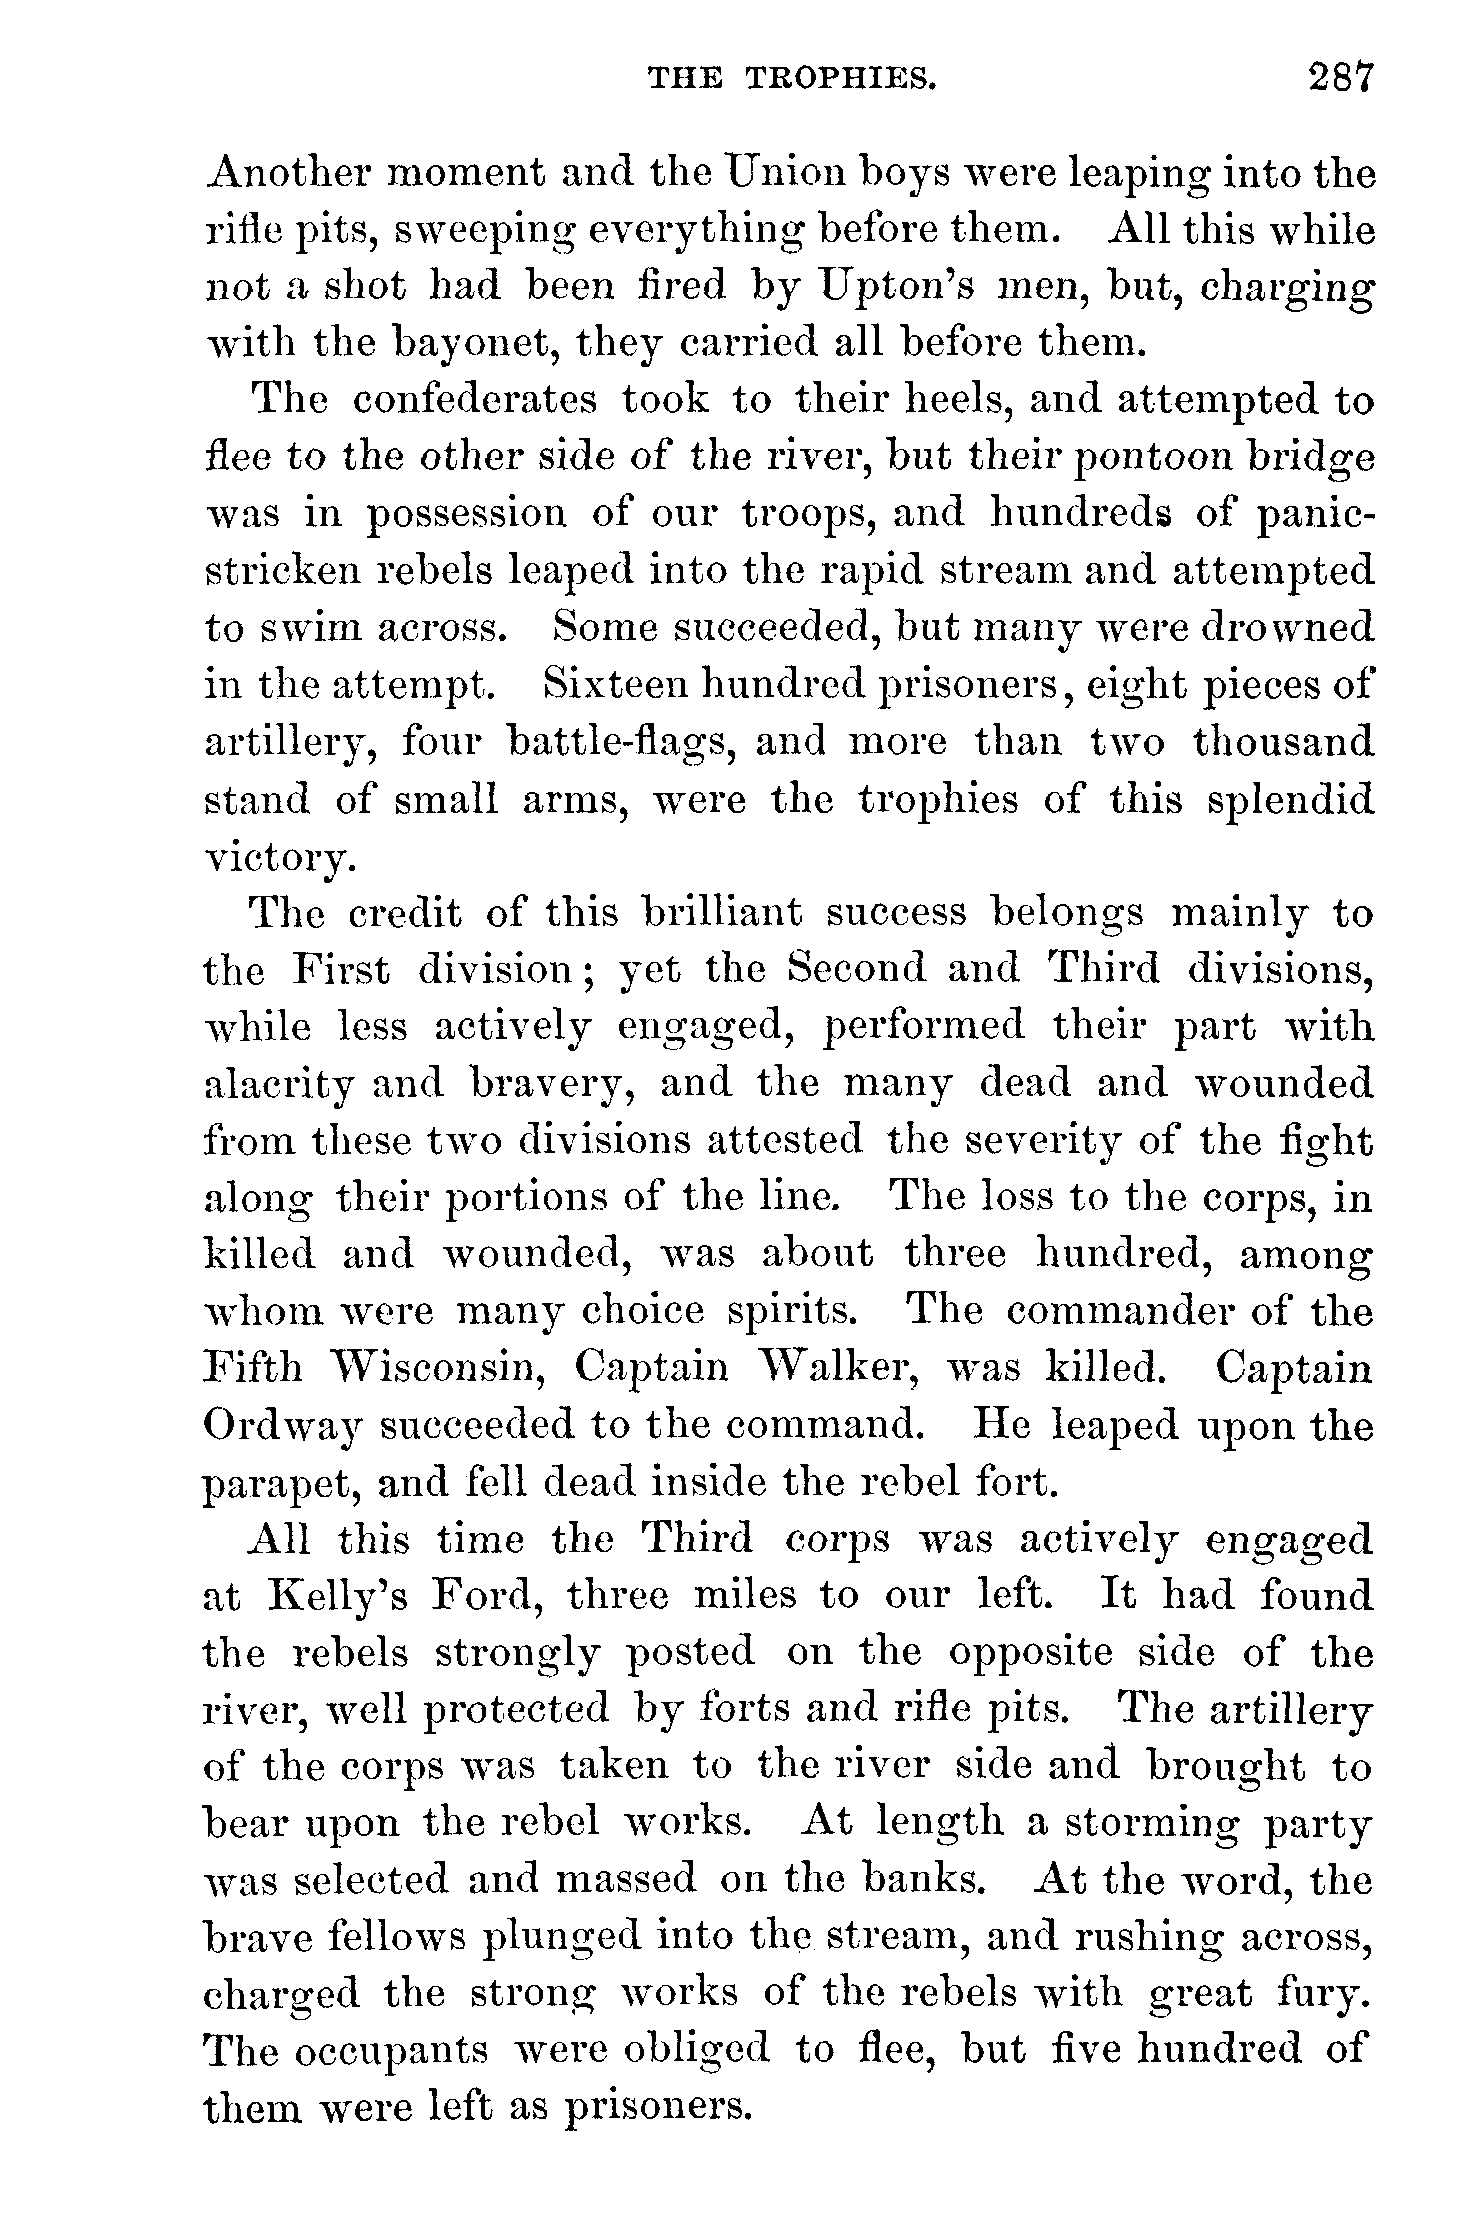 THE TROPHIES. 287
Another moment and the Union boys were leaping into the
rifle pits, sweeping everything before them. All this while
not a shot had been fired by Upton's men, but, charging
with the bayonet, they carried all before them.
The confederates took to their heels, and attempted to
flee to the other side of the river, but their pontoon bridge
was in possession of our troops, and hundreds of panic-
stricken rebels leaped into the rapid stream and attempted
to swim across. Some succeeded, but many were drowned
in the attempt. Sixteen hundred prisoners, eight pieces of
artillery, four battle-flags, and more than two thousand
stand of small arms, were the trophies of this splendid
victory.
The credit of this brilliant success belongs mainly to
the First division; yet the Second and Third divisions,
while less actively engaged, performed their part with
alacrity and bravery, and the many dead and wounded
from these two divisions attested the severity of the fight
along their portions of the line. The loss to the corps, in
killed and wounded, was about three hundred, among
whom were many choice spirits. The commander of the
Fifth Wisconsin, Captain Walker, was killed. Captain
Ordway succeeded to the command. He leaped upon the
parapet, and fell dead inside the rebel fort.
All this time the Third corps was actively engaged
at Kelly's Ford, three miles to our left. It had found
the rebels strongly posted on the opposite side of the
river, well protected by forts and rifle pits. The artillery
of the corps was taken to the river side and brought to
bear upon the rebel works. At length a storming party
was selected and massed on the banks. At the word, the
brave fellows plunged into the stream, and rushing across,
charged the strong works of the rebels with great fury.
The occupants were obliged to flee, but five hundred of
them were left as prisoners.